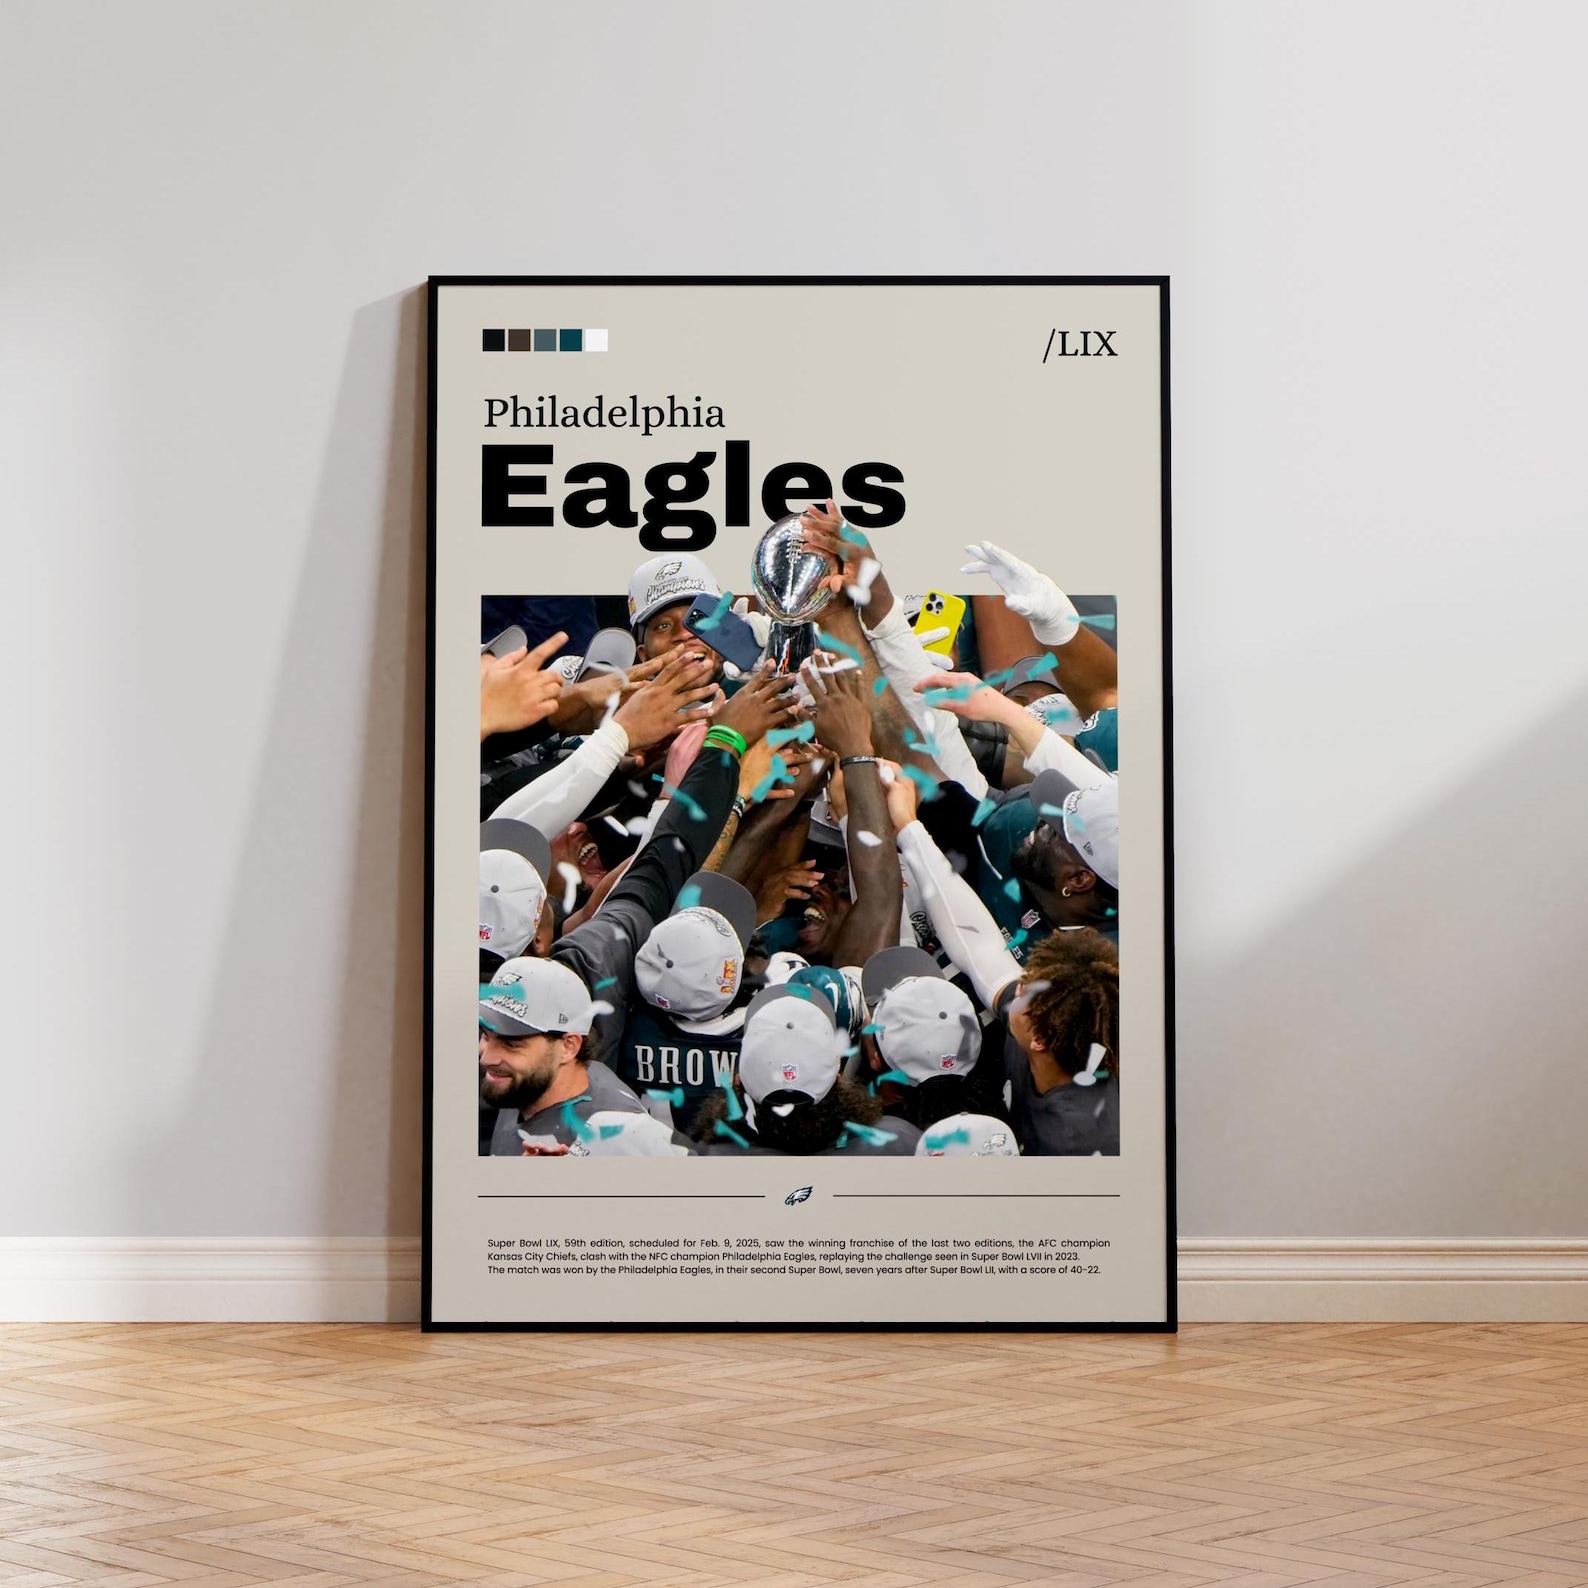 /LIX
Philadelphia
Eagles
Champions
BROW
NFL
Super Bowl LIX, 59th edition, scheduled for Feb. 9, 2025, saw the winning franchise of the last two editions, the AFC champion
Kansas City Chiefs, clash with the NFC champion Philadelphia Eagles, replaying the challenge seen in Super Bowl LVII in 2023.
The match was won by the Philadelphia Eagles, in their second Super Bowl, seven years after Super Bowl LII, with a score of 40-22.